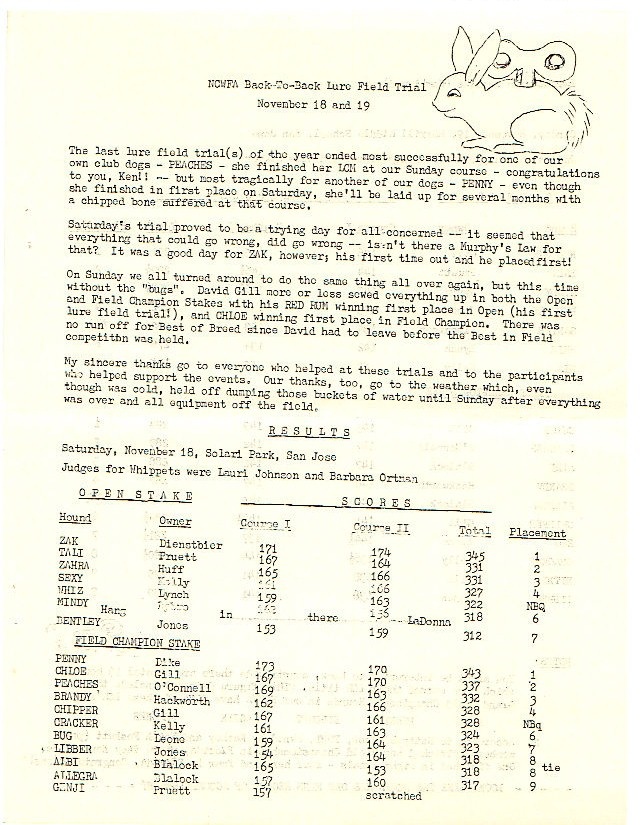 NCWFA Back-To-Back Lure Field Trial
November 18 and 19
The last lure field trial(s) of the year ended most successfully for one of our
own club dogs - PEACHES - she finished her LCM at our Sunday course - congratulations
to you, Ken!! -- but most tragically for another of our dogs - PENNY - even though
she finished in first place on Saturday, she'll be laid up for several months with
a chipped bone suffered at that course.
Saturday's trial proved to be a trying day for all concerned -- it seemed that
everything that could go wrong, did go wrong -- isn't there a Murphy's Law for
that? It was a good day for ZAK, however; his first time out and he placed first!
On Sunday we all turned around to do the same thing all over again, but this time
without the "bugs". David Gill more or less sewed everything up in both the Open
and Field Champion Stakes with his RED RUM winning first place in Open (his first
lure field trial!), and CHLOE winning first place in Field Champion. There was
no run off for Best of Breed since David had to leave before the Best in Field
competitbn was held.
My sincere thanks go to everyone who helped at these trials and to the participants
who helped support the events. Our thanks, too, go to the weather which, even
though was cold, held off dumping those buckets of water until Sunday after everything
was over and all equipment off the field.
RESULTS
Saturday, November 18, Solari Park, San Jose
Judges for Whippets were Lauri Johnson and Barbara Ortman
OPEN STAKE SCORES
Hound Owner Course I Course II Total Placement
ZAK Dienstbier 171 174 345 1
TALI Pruett 167 164 331 2
ZAHRA Huff 165 166 331 3
SEXY Kelly 161 166 327 4
WHIZ Lynch 159 163 322 NBQ
MINDY 156 318 6
Hang in there LaDonna
BENTLEY Jones 153 159 312 7
FIELD CHAMPION STAKE
PENNY Dike 173 170 343 1
CHLOE Gill 167 170 337 2
PEACHES O'Connell 169 163 332 3
BRANDY Hackworth 162 166 328 4
CHIPPER Gill 167 161 328 NBq
CRACKER Kelly 161 163 324 6
BUG Leone 159 164 323 7
LIBBER Jones 154 164 318 8
ALBI Blalock 165 153 318 8 tie
ALLEGRA Blalock 157 160 317 9
GINJI Pruett 157 scratched